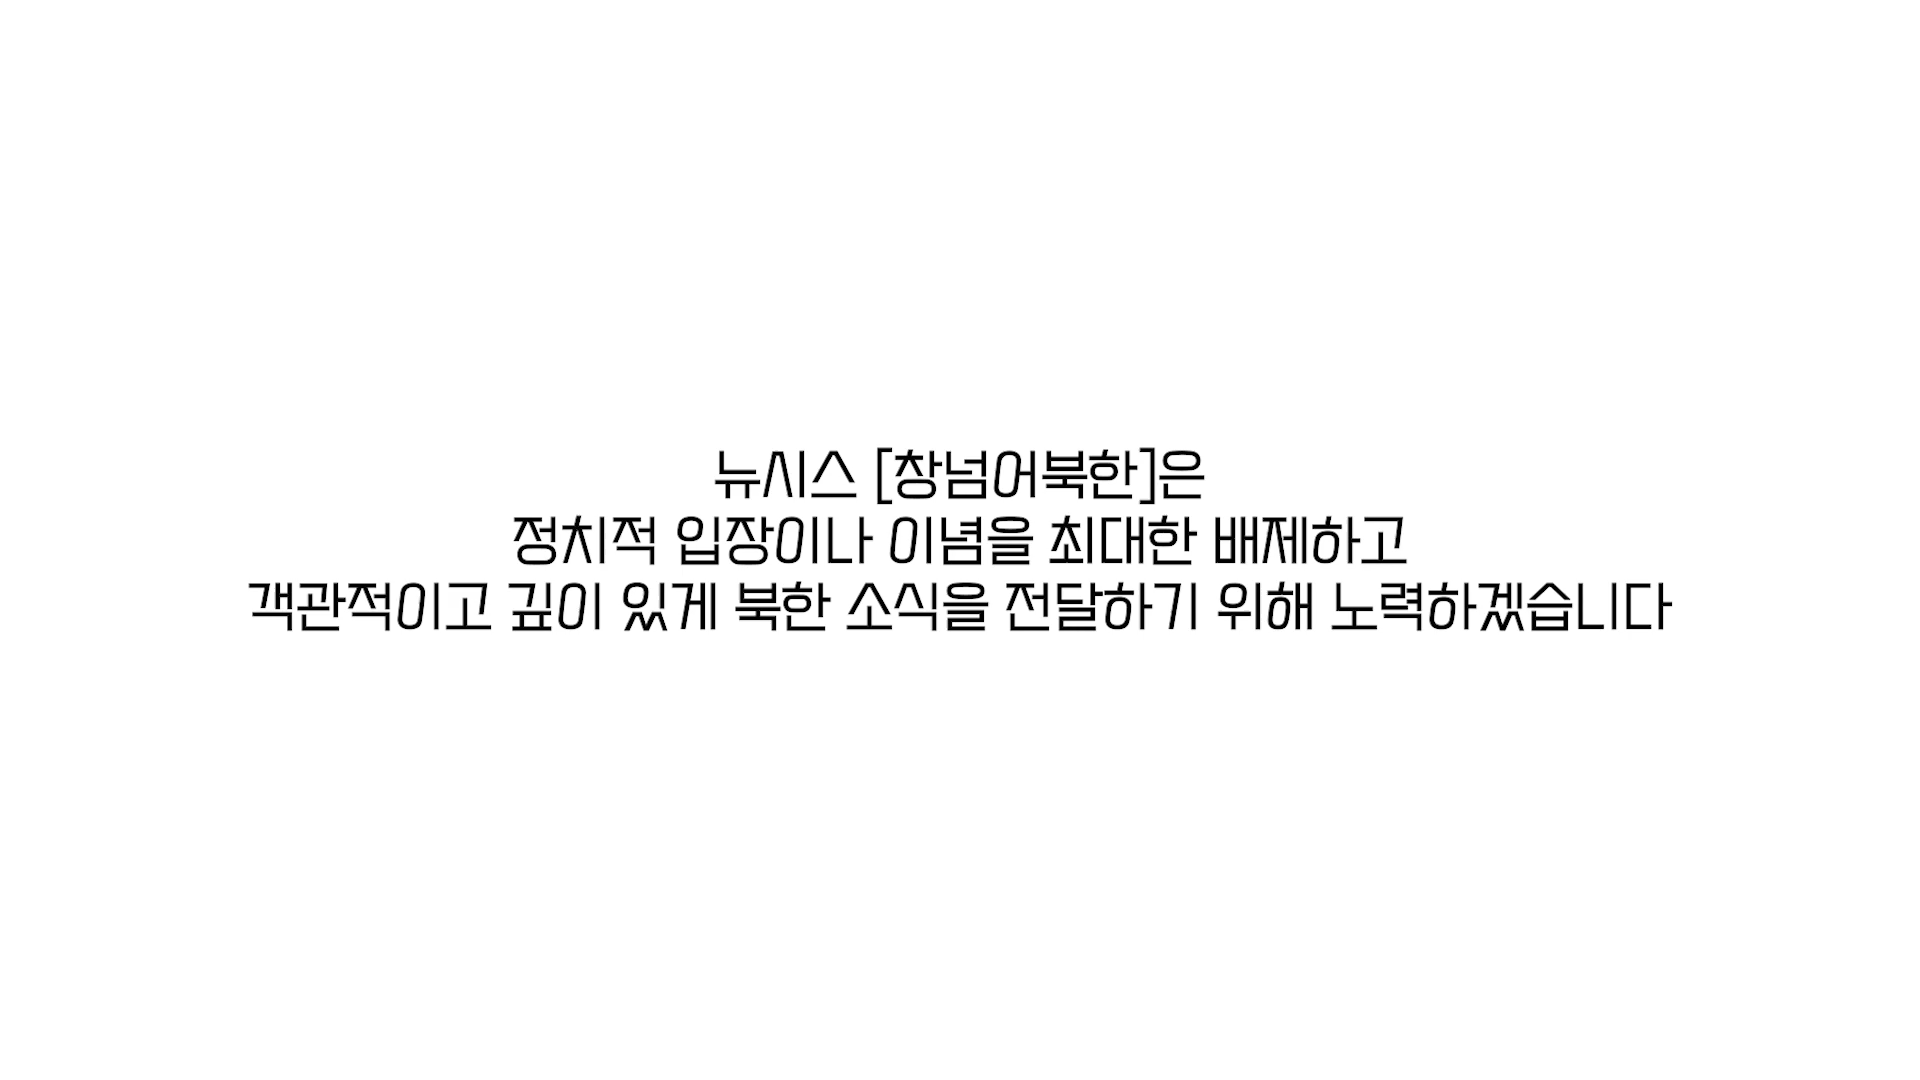 뉴시스 [창넘어북한]은
정치적 입장이나 이념을 최대한 배제하고
객관적이고 깊이 있게 북한 소식을 전달하기 위해 노력하겠습니다